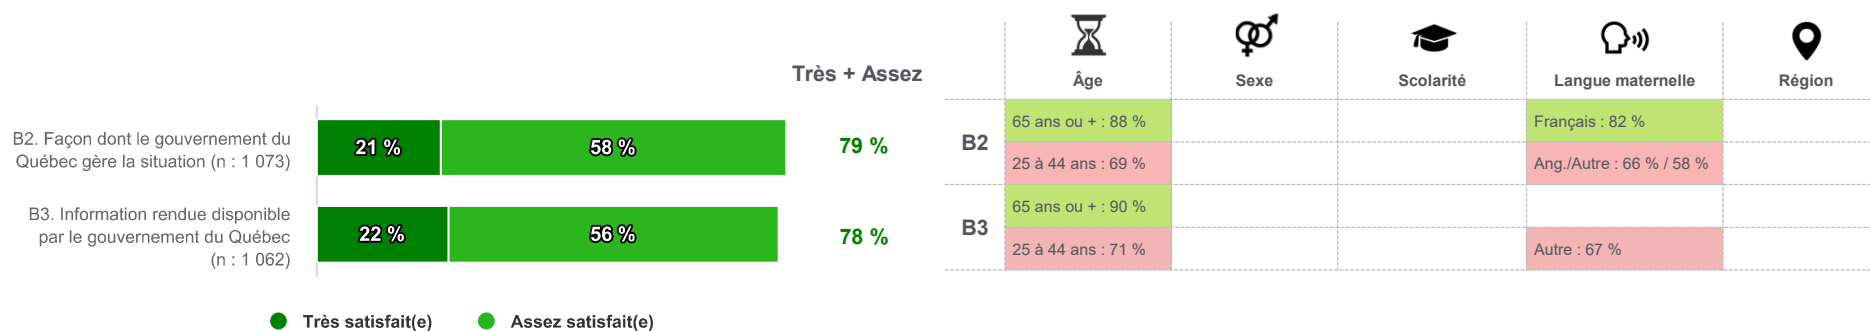 Très + Assez
B2. Façon dont le gouvernement du
Québec gère la situation (n : 1 073)
21 %
58 %
79 %
B3. Information rendue disponible
par le gouvernement du Québec
(n : 1 062)
22 %
56 %
78 %
Très satisfait(e)
Assez satisfait(e)
Âge
Sexe
Scolarité
Langue maternelle
Région
B2
65 ans ou + : 88 %
Français : 82 %
25 à 44 ans : 69 %
Ang./Autre : 66 % / 58 %
B3
65 ans ou + : 90 %
25 à 44 ans : 71 %
Autre : 67 %